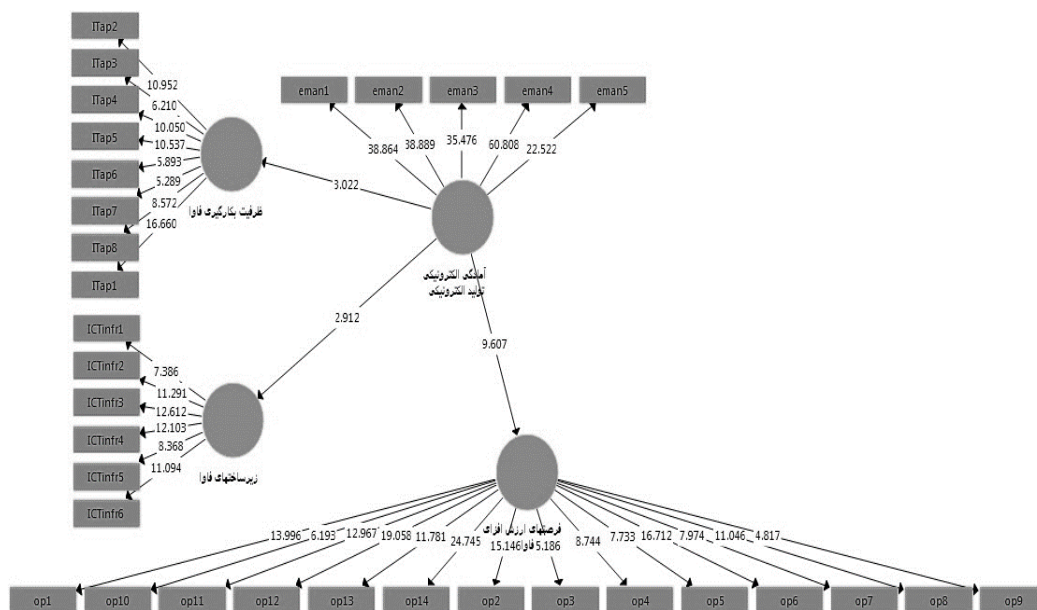 ITap2
ITap3
ITap4
ITap5
ITap6
ITap7
ITap8
ITap1
10.952
6.210
10.050
10.537
5.893
5.289
8.572
16.660
ظرفیت بکارگیری فاوا
eman1 eman2 eman3 eman4 eman5
38.864 38.889 35.476 60.808 22.522
3.022
آمادگی الکترونیکی
تولید الکترونیکی
2.912
9.607
ICTinfr1
ICTinfr2
ICTinfr3
ICTinfr4
ICTinfr5
ICTinfr6
7.386
11.291
12.612
12.103
8.368
11.094
زیرساختهای فاوا
فرصتهای ارزش افزای
فاوا
13.996 6.193 12.967 19.058 11.781 24.745 15.146 5.186 8.744 7.733 16.712 7.974 11.046 4.817
op1 op10 op11 op12 op13 op14 op2 op3 op4 op5 op6 op7 op8 op9